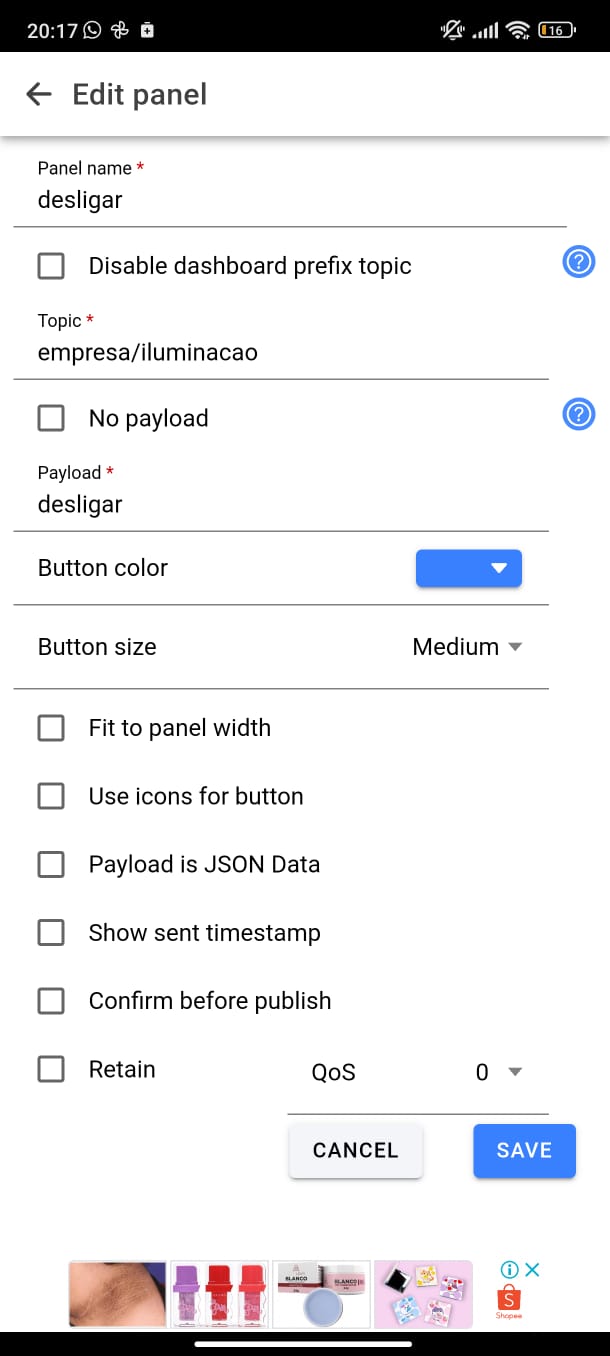 20:17
16
Edit panel
Panel name *
desligar
Disable dashboard prefix topic
?
Topic *
empresa/iluminacao
No payload
?
Payload *
desligar
Button color
Button size Medium
Fit to panel width
Use icons for button
Payload is JSON Data
Show sent timestamp
Confirm before publish
Retain QoS 0
CANCEL SAVE
BLANCO
BLANCO
S
Shopee